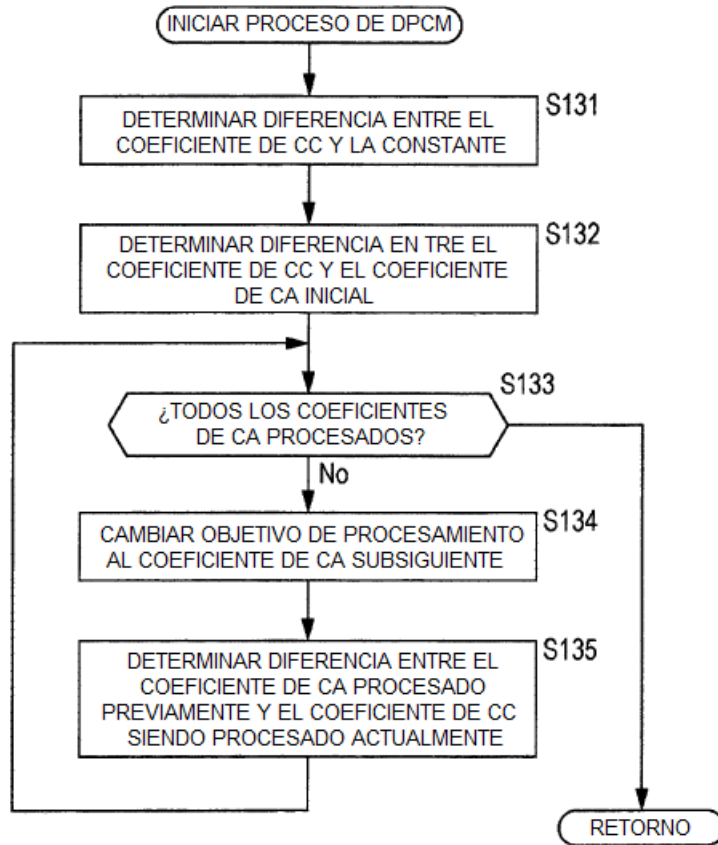 INICIAR PROCESO DE DPCM
S131
DETERMINAR DIFERENCIA ENTRE EL
COEFICIENTE DE CC Y LA CONSTANTE
S132
DETERMINAR DIFERENCIA EN TRE EL
COEFICIENTE DE CC Y EL COEFICIENTE
DE CA INICIAL
S133
¿TODOS LOS COEFICIENTES
DE CA PROCESADOS?
No
S134
CAMBIAR OBJETIVO DE PROCESAMIENTO
AL COEFICIENTE DE CA SUBSIGUIENTE
S135
DETERMINAR DIFERENCIA ENTRE EL
COEFICIENTE DE CA PROCESADO
PREVIAMENTE Y EL COEFICIENTE DE CC
SIENDO PROCESADO ACTUALMENTE
RETORNO